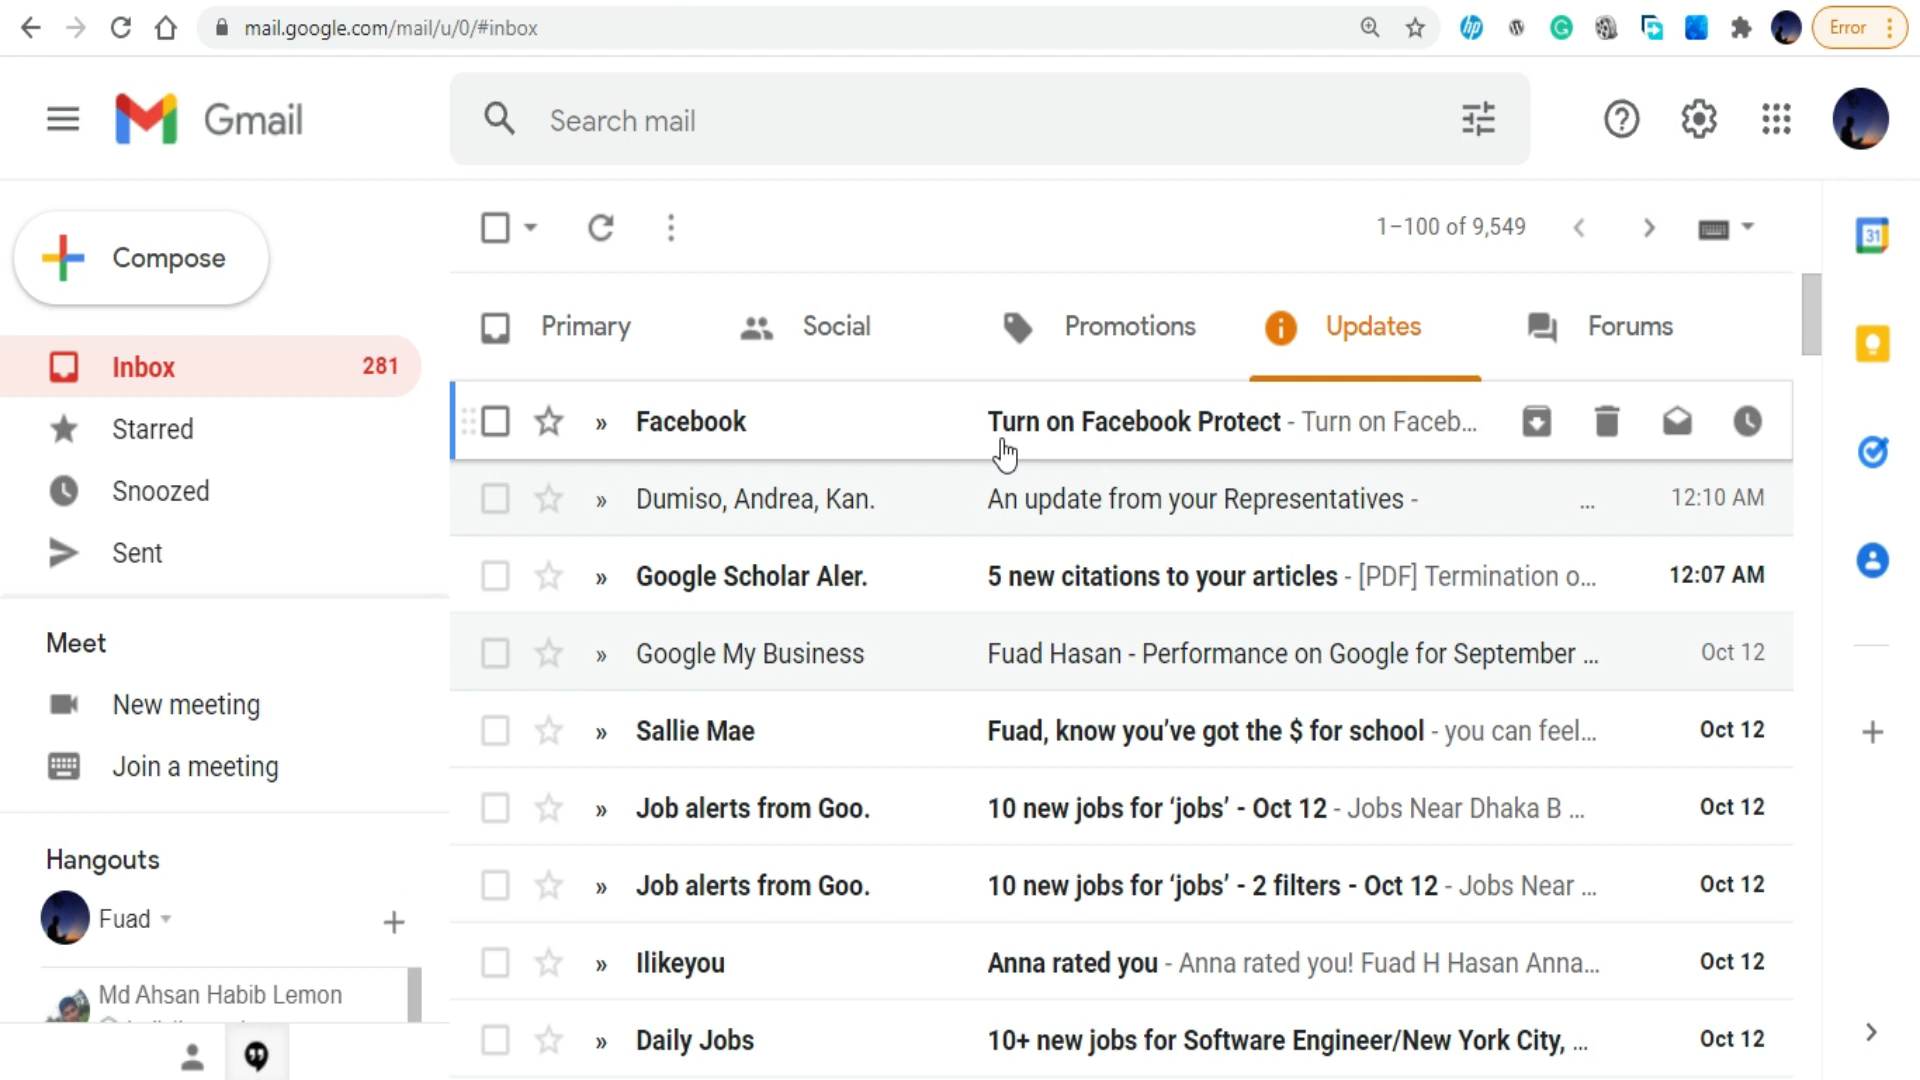 mail.google.com/mail/u/0/#inbox
Error
Gmail
Search mail
Compose
1–100 of 9,549
31
Primary
Social
Promotions
Updates
Forums
Inbox 281
Starred
Snoozed
Sent
Meet
New meeting
Join a meeting
Hangouts
Fuad
Md Ahsan Habib Lemon
» Facebook Turn on Facebook Protect - Turn on Faceb...
» Dumiso, Andrea, Kan. An update from your Representatives - ... 12:10 AM
» Google Scholar Aler. 5 new citations to your articles - [PDF] Termination o... 12:07 AM
» Google My Business Fuad Hasan - Performance on Google for September ... Oct 12
» Sallie Mae Fuad, know you’ve got the $ for school - you can feel... Oct 12
» Job alerts from Goo. 10 new jobs for ‘jobs’ - Oct 12 - Jobs Near Dhaka B ... Oct 12
» Job alerts from Goo. 10 new jobs for ‘jobs’ - 2 filters - Oct 12 - Jobs Near ... Oct 12
» Ilikeyou Anna rated you - Anna rated you! Fuad H Hasan Anna... Oct 12
» Daily Jobs 10+ new jobs for Software Engineer/New York City, ... Oct 12